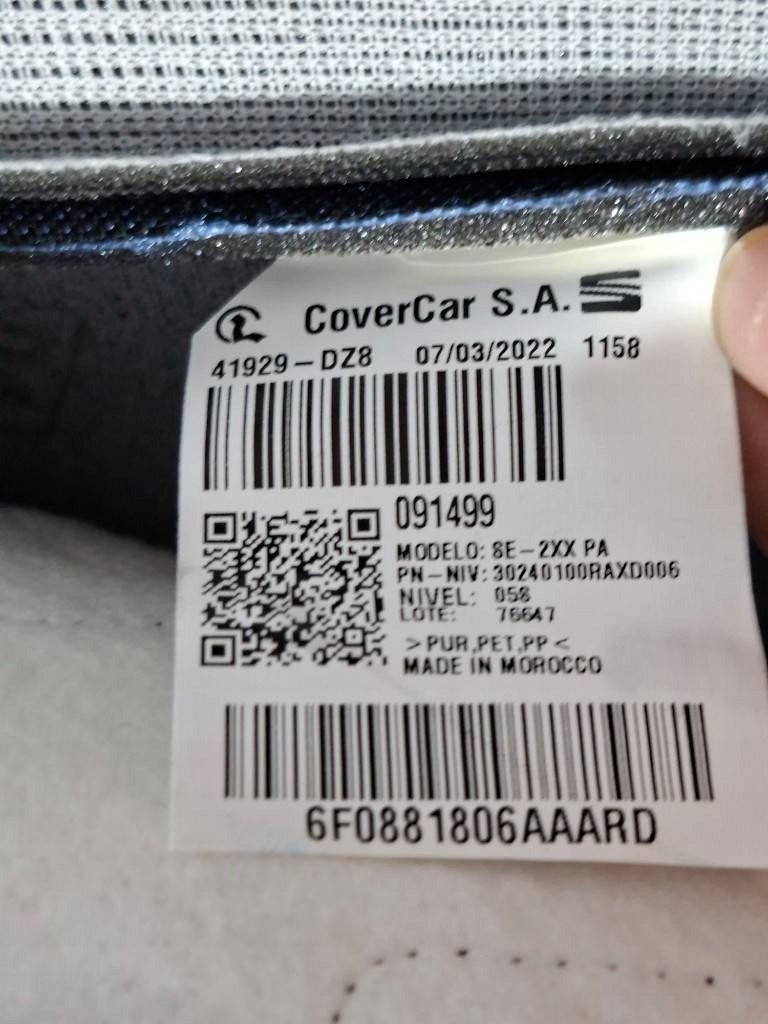 CoverCar S.A.
41929-DZ8 07/03/2022 1158
091499
MODELO: SE-2XX PA
PN-NIV: 30240100RAXD006
NIVEL: 058
LOTE: 76647
>PUR,PET,PP<
MADE IN MOROCCO
6F0881806AAARD